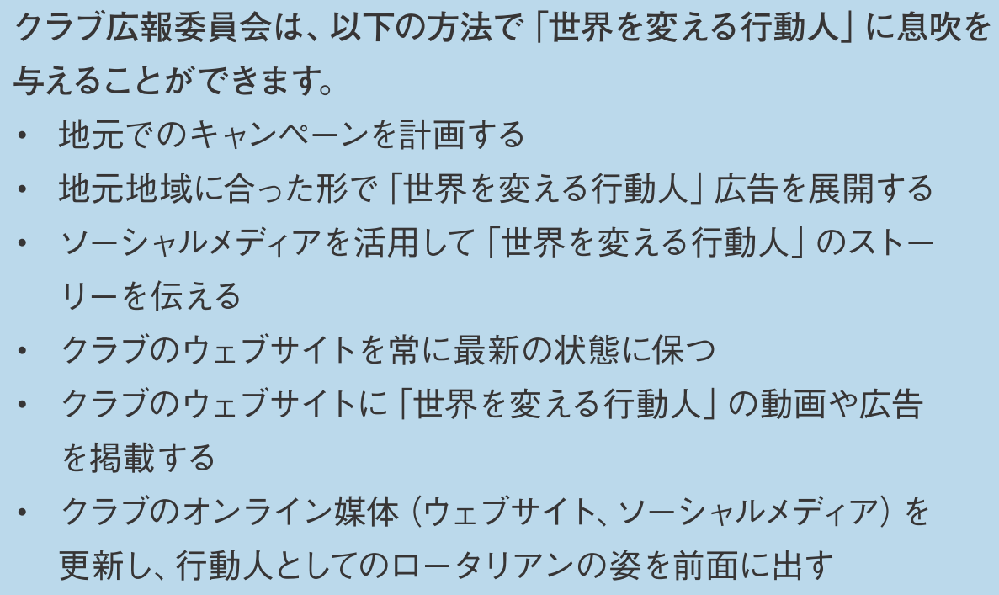 クラブ広報委員会は、以下の方法で「世界を変える行動人」に息吹を
与えることができます。
• 地元でのキャンペーンを計画する
• 地元地域に合った形で「世界を変える行動人」広告を展開する
• ソーシャルメディアを活用して「世界を変える行動人」のストー
リーを伝える
• クラブのウェブサイトを常に最新の状態に保つ
• クラブのウェブサイトに「世界を変える行動人」の動画や広告
を掲載する
• クラブのオンライン媒体（ウェブサイト、ソーシャルメディア）を
更新し、行動人としてのロータリアンの姿を前面に出す